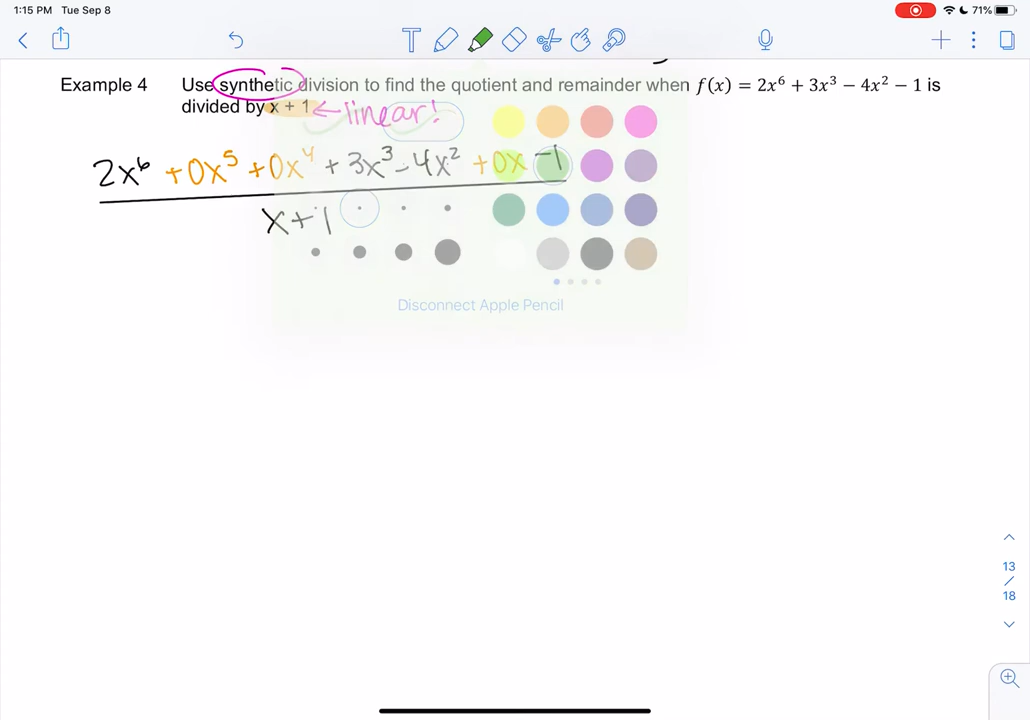 1:15 PM Tue Sep 8
71%
T
Example 4 Use synthetic division to find the quotient and remainder when f(x) = 2x⁶ + 3x³ − 4x² − 1 is
divided by x + 1 ← linear!
2x⁶ + 0x⁵ + 0x⁴ + 3x³ - 4x² + 0x - 1
x + 1
Disconnect Apple Pencil
13
/
18